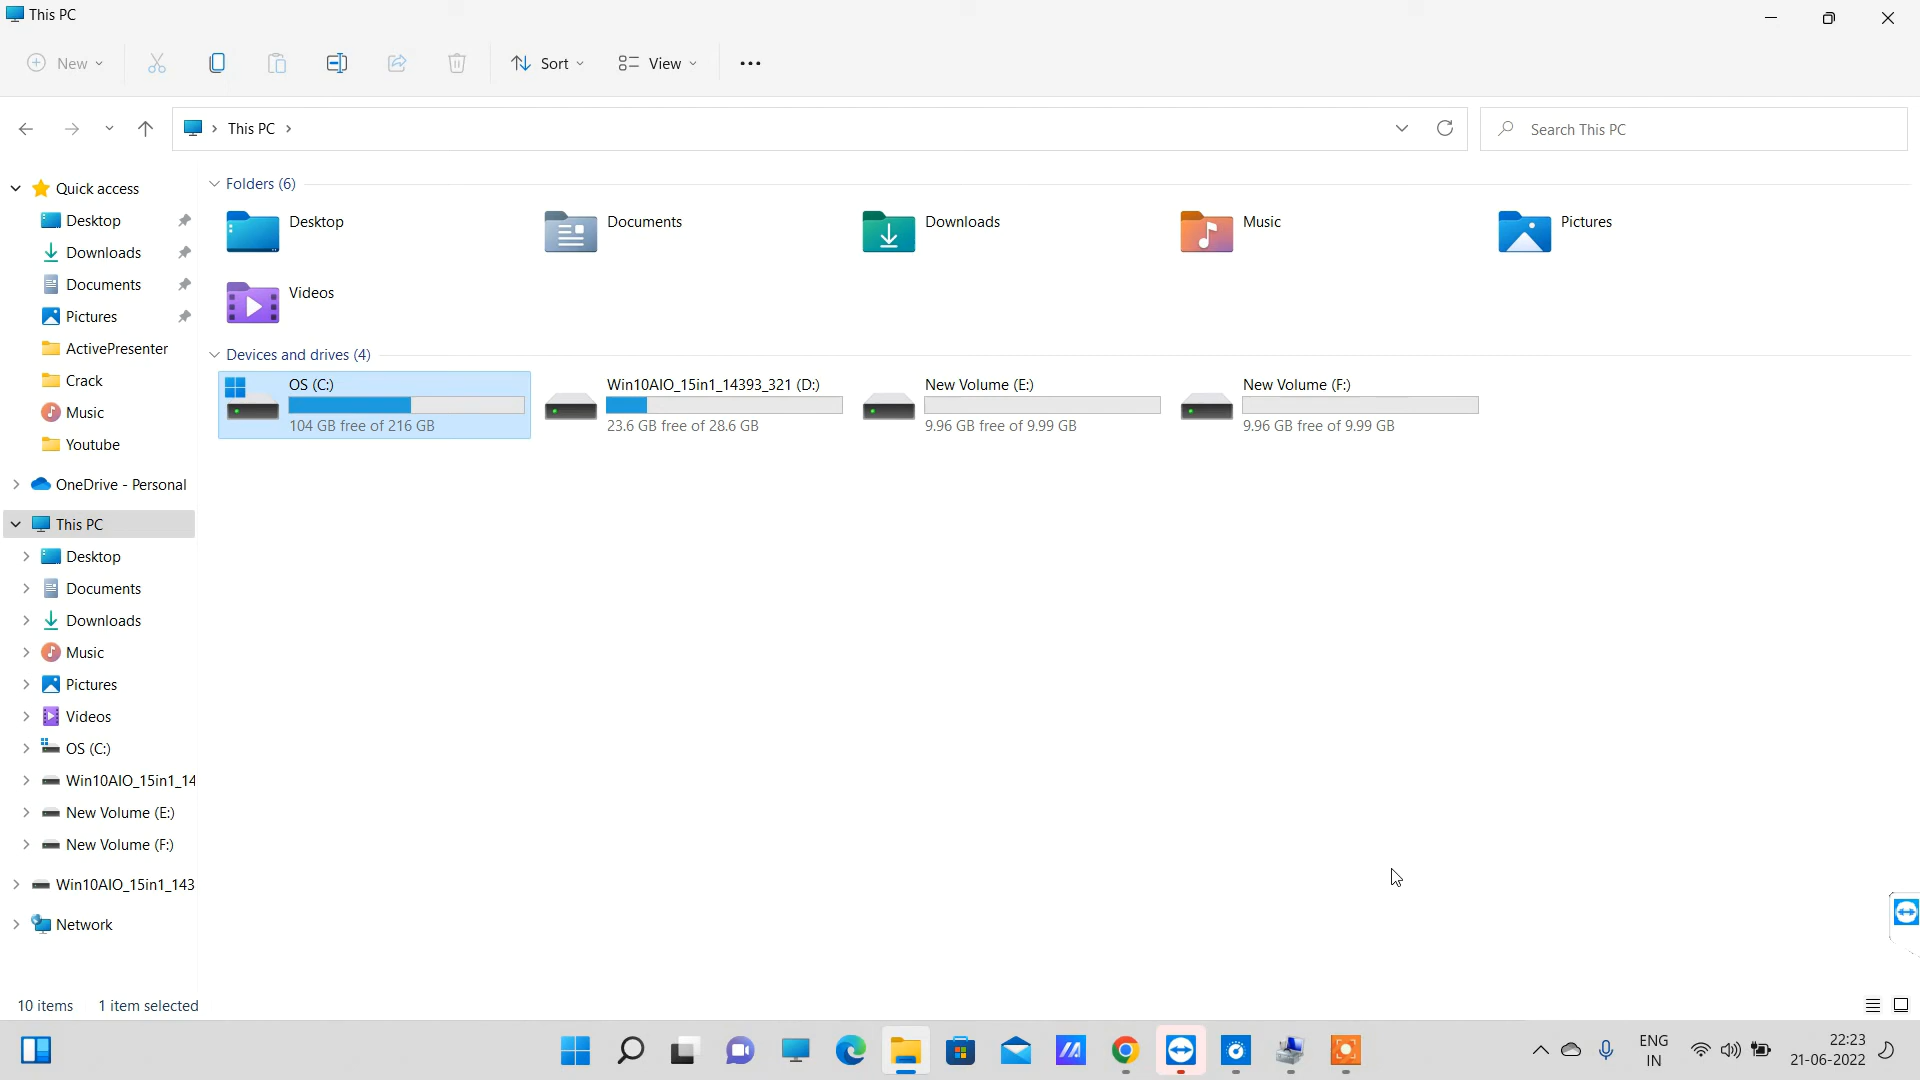 This PC
New
Sort
View
This PC
Search This PC
Quick access
Desktop
Downloads
Documents
Pictures
ActivePresenter
Crack
Music
Youtube
OneDrive - Personal
This PC
Desktop
Documents
Downloads
Music
Pictures
Videos
OS (C:)
Win10AIO_15in1_14
New Volume (E:)
New Volume (F:)
Win10AIO_15in1_143
Network
Folders (6)
Desktop
Documents
Downloads
Music
Pictures
Videos
Devices and drives (4)
OS (C:)
104 GB free of 216 GB
Win10AIO_15in1_14393_321 (D:)
23.6 GB free of 28.6 GB
New Volume (E:)
9.96 GB free of 9.99 GB
New Volume (F:)
9.96 GB free of 9.99 GB
10 items
1 item selected
ENG
IN
22:23
21-06-2022